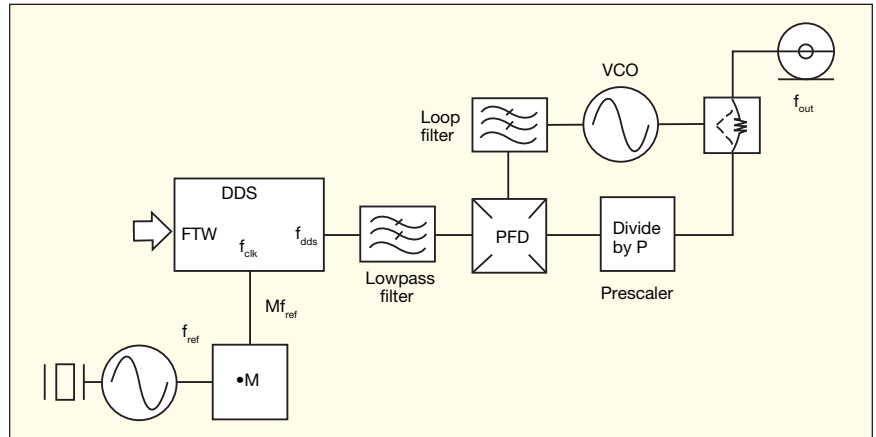 VCO
Loop
filter
f_out
DDS
FTW
f_clk
f_dds
PFD
Divide
by P
Lowpass
filter
Prescaler
Mf_ref
f_ref
•M